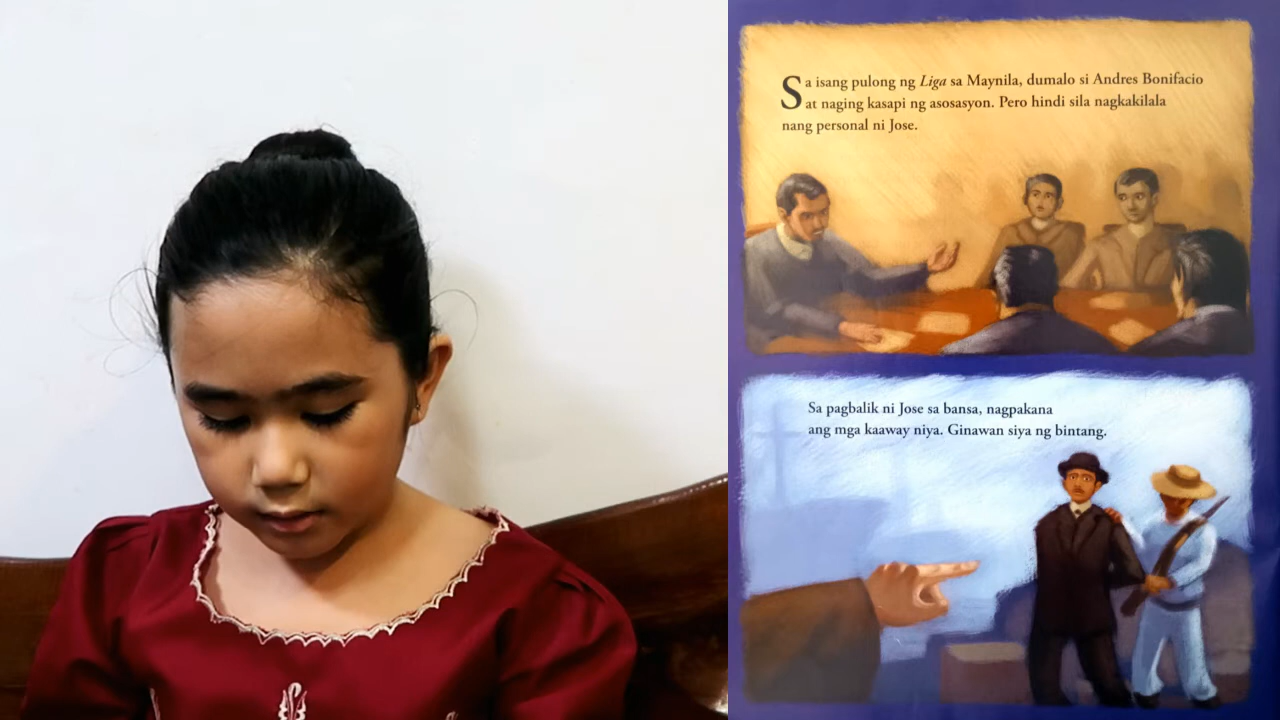 Sa isang pulong ng Liga sa Maynila, dumalo si Andres Bonifacio
at naging kasapi ng asosasyon. Pero hindi sila nagkakilala
nang personal ni Jose.
Sa pagbalik ni Jose sa bansa, nagpakana
ang mga kaaway niya. Ginawan siya ng bintang.